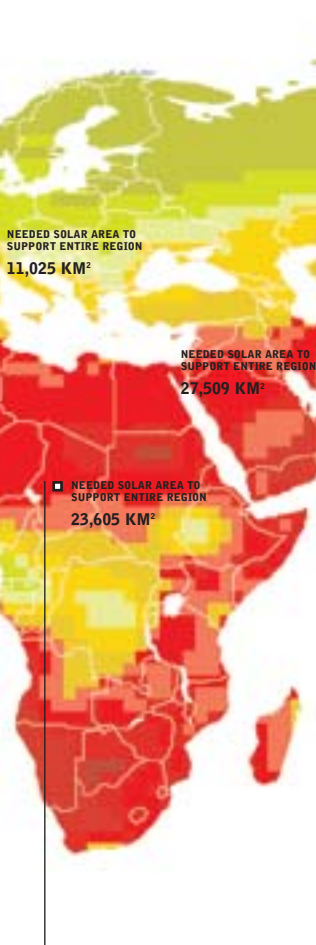 NEEDED SOLAR AREA TO
SUPPORT ENTIRE REGION
11,025 KM²
NEEDED SOLAR AREA TO
SUPPORT ENTIRE REGION
27,509 KM²
NEEDED SOLAR AREA TO
SUPPORT ENTIRE REGION
23,605 KM²